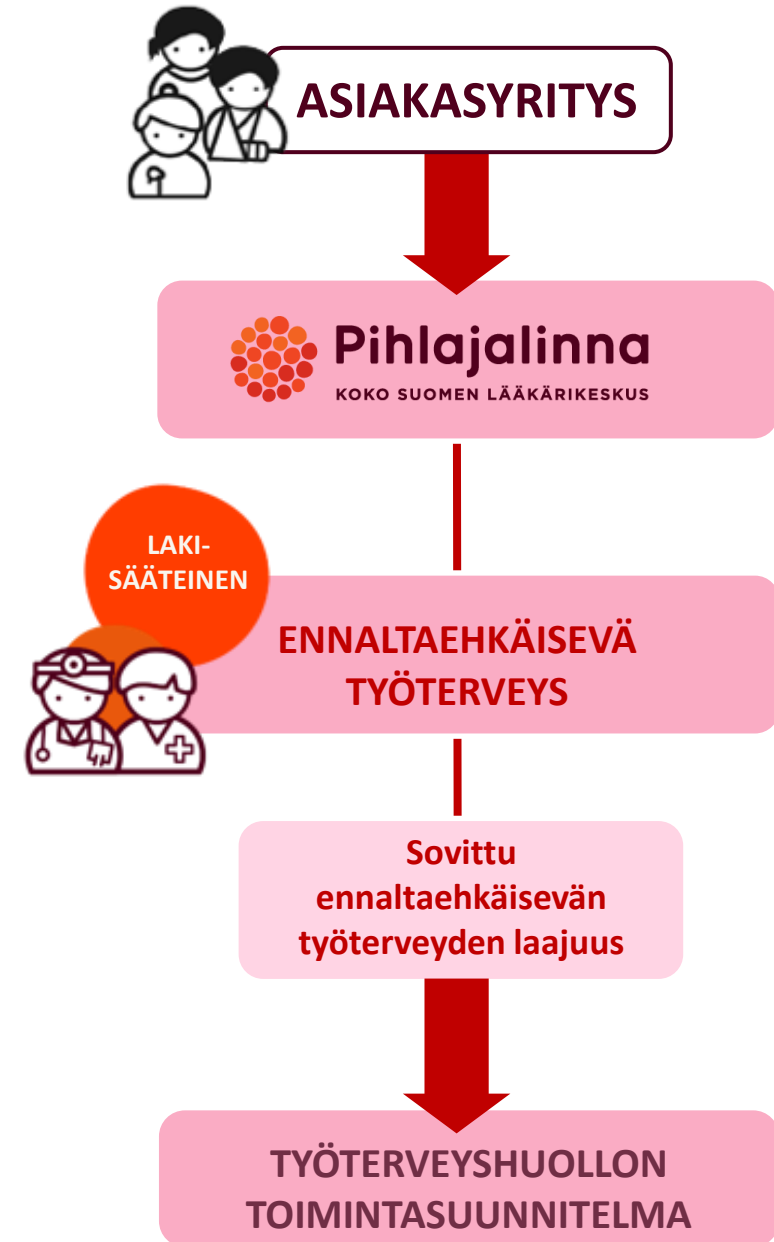 ASIAKASYRITYS
Pihlajalinna
KOKO SUOMEN LÄÄKÄRIKESKUS
LAKI-
SÄÄTEINEN
ENNALTAEHKÄISEVÄ
TYÖTERVEYS
Sovittu
ennaltaehkäisevän
työterveyden laajuus
TYÖTERVEYSHUOLLON
TOIMINTASUUNNITELMA